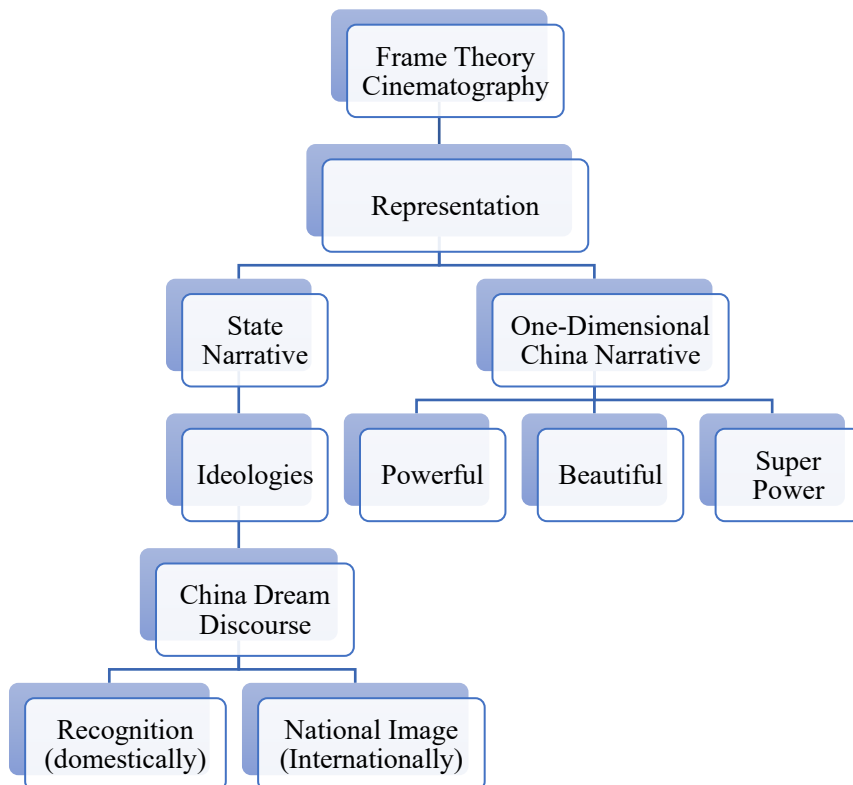 Frame Theory
Cinematography
Representation
State
Narrative
One-Dimensional
China Narrative
Ideologies
Powerful
Beautiful
Super
Power
China Dream
Discourse
Recognition
(domestically)
National Image
(Internationally)